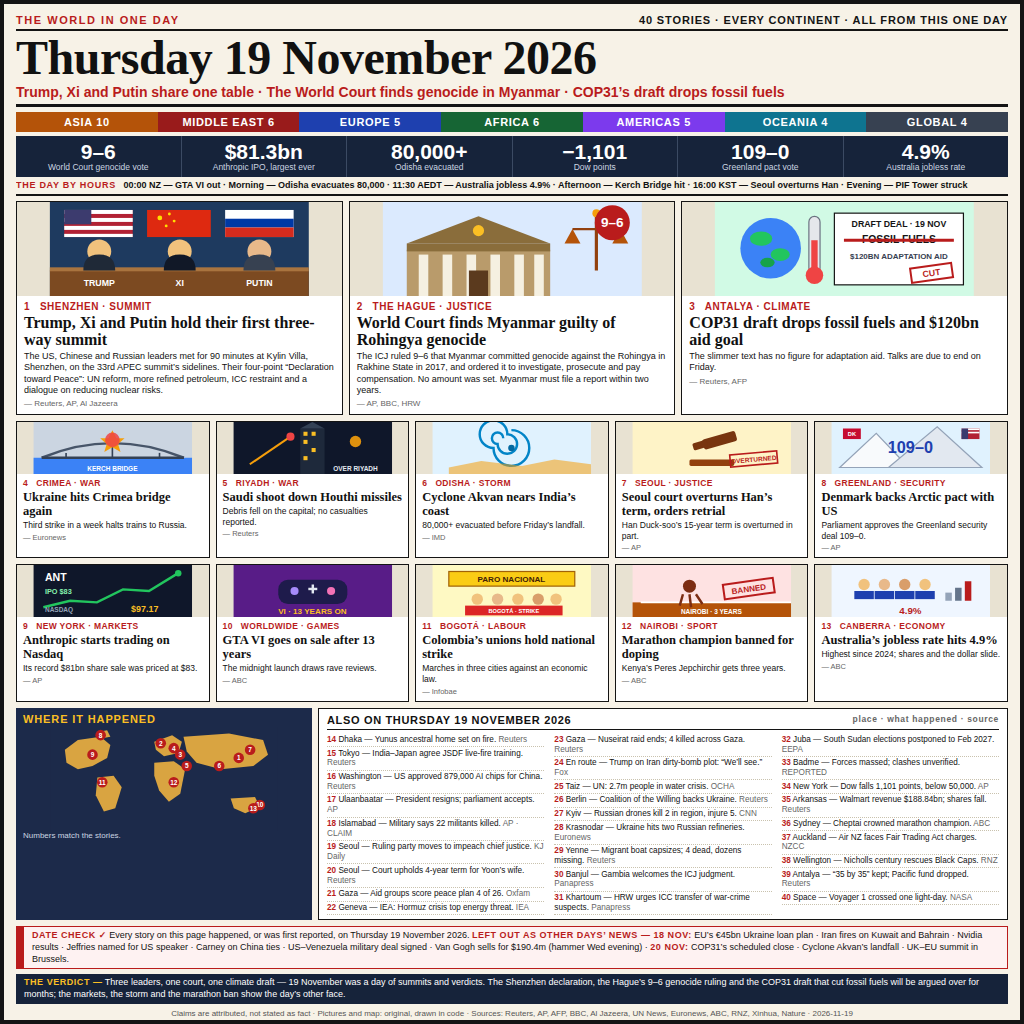 THE WORLD IN ONE DAY
40 STORIES · EVERY CONTINENT · ALL FROM THIS ONE DAY
Thursday 19 November 2026
Trump, Xi and Putin share one table · The World Court finds genocide in Myanmar · COP31's draft drops fossil fuels
ASIA 10
MIDDLE EAST 6
EUROPE 5
AFRICA 6
AMERICAS 5
OCEANIA 4
GLOBAL 4
9–6
World Court genocide vote
$81.3bn
Anthropic IPO, largest ever
80,000+
Odisha evacuated
−1,101
Dow points
109–0
Greenland pact vote
4.9%
Australia jobless rate
THE DAY BY HOURS 00:00 NZ — GTA VI out · Morning — Odisha evacuates 80,000 · 11:30 AEDT — Australia jobless 4.9% · Afternoon — Kerch Bridge hit · 16:00 KST — Seoul overturns Han · Evening — PIF Tower struck
TRUMP
XI
PUTIN
1 SHENZHEN · SUMMIT
Trump, Xi and Putin hold their first three-
way summit
The US, Chinese and Russian leaders met for 90 minutes at Kylin Villa,
Shenzhen, on the 33rd APEC summit's sidelines. Their four-point "Declaration
toward Peace": UN reform, more refined petroleum, ICC restraint and a
dialogue on reducing nuclear risks.
— Reuters, AP, Al Jazeera
9–6
2 THE HAGUE · JUSTICE
World Court finds Myanmar guilty of
Rohingya genocide
The ICJ ruled 9–6 that Myanmar committed genocide against the Rohingya in
Rakhine State in 2017, and ordered it to investigate, prosecute and pay
compensation. No amount was set. Myanmar must file a report within two
years.
— AP, BBC, HRW
DRAFT DEAL · 19 NOV
FOSSIL FUELS
$120BN ADAPTATION AID
CUT
3 ANTALYA · CLIMATE
COP31 draft drops fossil fuels and $120bn
aid goal
The slimmer text has no figure for adaptation aid. Talks are due to end on
Friday.
— Reuters, AFP
KERCH BRIDGE
4 CRIMEA · WAR
Ukraine hits Crimea bridge
again
Third strike in a week halts trains to Russia.
— Euronews
OVER RIYADH
5 RIYADH · WAR
Saudi shoot down Houthi missiles
Debris fell on the capital; no casualties
reported.
— Reuters
6 ODISHA · STORM
Cyclone Akvan nears India's
coast
80,000+ evacuated before Friday's landfall.
— IMD
OVERTURNED
7 SEOUL · JUSTICE
Seoul court overturns Han's
term, orders retrial
Han Duck-soo's 15-year term is overturned in
part.
— AP
DK
109–0
8 GREENLAND · SECURITY
Denmark backs Arctic pact with
US
Parliament approves the Greenland security
deal 109–0.
— AP
ANT
IPO $83
NASDAQ
$97.17
9 NEW YORK · MARKETS
Anthropic starts trading on
Nasdaq
Its record $81bn share sale was priced at $83.
— AP
VI · 13 YEARS ON
10 WORLDWIDE · GAMES
GTA VI goes on sale after 13
years
The midnight launch draws rave reviews.
— ABC
PARO NACIONAL
BOGOTÁ · STRIKE
11 BOGOTÁ · LABOUR
Colombia's unions hold national
strike
Marches in three cities against an economic
law.
— Infobae
BANNED
NAIROBI · 3 YEARS
12 NAIROBI · SPORT
Marathon champion banned for
doping
Kenya's Peres Jepchirchir gets three years.
— ABC
4.9%
13 CANBERRA · ECONOMY
Australia's jobless rate hits 4.9%
Highest since 2024; shares and the dollar slide.
— ABC
WHERE IT HAPPENED
8
2
4
3
7
9
1
5
6
11
12
10
13
Numbers match the stories.
ALSO ON THURSDAY 19 NOVEMBER 2026
place · what happened · source
14 Dhaka — Yunus ancestral home set on fire. Reuters
15 Tokyo — India–Japan agree JSDF live-fire training.
Reuters
16 Washington — US approved 879,000 AI chips for China.
Reuters
17 Ulaanbaatar — President resigns; parliament accepts.
AP
18 Islamabad — Military says 22 militants killed. AP ·
CLAIM
19 Seoul — Ruling party moves to impeach chief justice. KJ
Daily
20 Seoul — Court upholds 4-year term for Yoon's wife.
Reuters
21 Gaza — Aid groups score peace plan 4 of 26. Oxfam
22 Geneva — IEA: Hormuz crisis top energy threat. IEA
23 Gaza — Nuseirat raid ends; 4 killed across Gaza.
Reuters
24 En route — Trump on Iran dirty-bomb plot: "We'll see."
Fox
25 Taiz — UN: 2.7m people in water crisis. OCHA
26 Berlin — Coalition of the Willing backs Ukraine. Reuters
27 Kyiv — Russian drones kill 2 in region, injure 5. CNN
28 Krasnodar — Ukraine hits two Russian refineries.
Euronews
29 Yenne — Migrant boat capsizes; 4 dead, dozens
missing. Reuters
30 Banjul — Gambia welcomes the ICJ judgment.
Panapress
31 Khartoum — HRW urges ICC transfer of war-crime
suspects. Panapress
32 Juba — South Sudan elections postponed to Feb 2027.
EEPA
33 Badme — Forces massed; clashes unverified.
REPORTED
34 New York — Dow falls 1,101 points, below 50,000. AP
35 Arkansas — Walmart revenue $188.84bn; shares fall.
Reuters
36 Sydney — Cheptai crowned marathon champion. ABC
37 Auckland — Air NZ faces Fair Trading Act charges.
NZCC
38 Wellington — Nicholls century rescues Black Caps. RNZ
39 Antalya — "35 by 35" kept; Pacific fund dropped.
Reuters
40 Space — Voyager 1 crossed one light-day. NASA
DATE CHECK ✓ Every story on this page happened, or was first reported, on Thursday 19 November 2026. LEFT OUT AS OTHER DAYS' NEWS — 18 NOV: EU's €45bn Ukraine loan plan · Iran fires on Kuwait and Bahrain · Nvidia
results · Jeffries named for US speaker · Carney on China ties · US–Venezuela military deal signed · Van Gogh sells for $190.4m (hammer Wed evening) · 20 NOV: COP31's scheduled close · Cyclone Akvan's landfall · UK–EU summit in
Brussels.
THE VERDICT — Three leaders, one court, one climate draft — 19 November was a day of summits and verdicts. The Shenzhen declaration, the Hague's 9–6 genocide ruling and the COP31 draft that cut fossil fuels will be argued over for
months; the markets, the storm and the marathon ban show the day's other face.
Claims are attributed, not stated as fact · Pictures and map: original, drawn in code · Sources: Reuters, AP, AFP, BBC, Al Jazeera, UN News, Euronews, ABC, RNZ, Xinhua, Nature · 2026-11-19